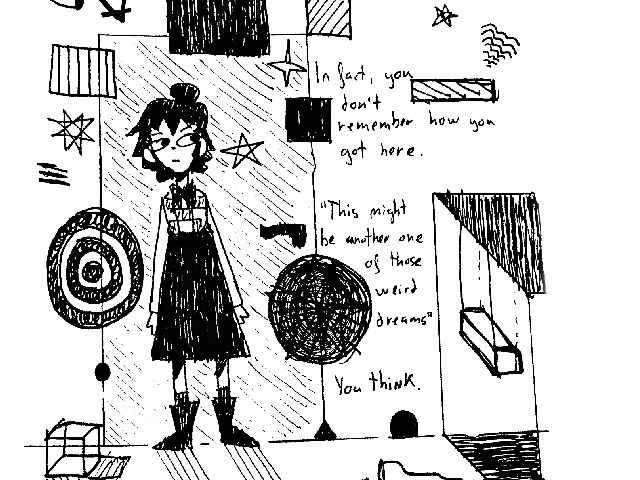 In fact, you
don't
remember how you
got here.
"This might
be another one
of those
weird
dreams"
You think.